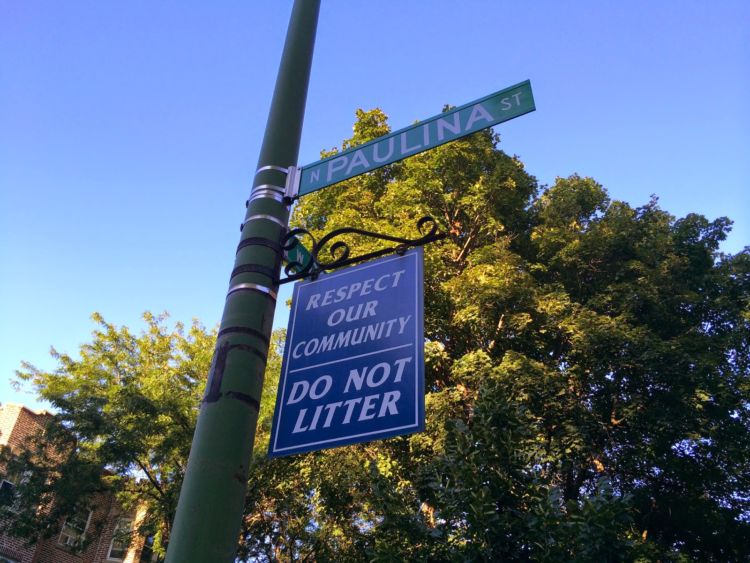 N PAULINA ST
W
RESPECT
OUR
COMMUNITY
DO NOT
LITTER